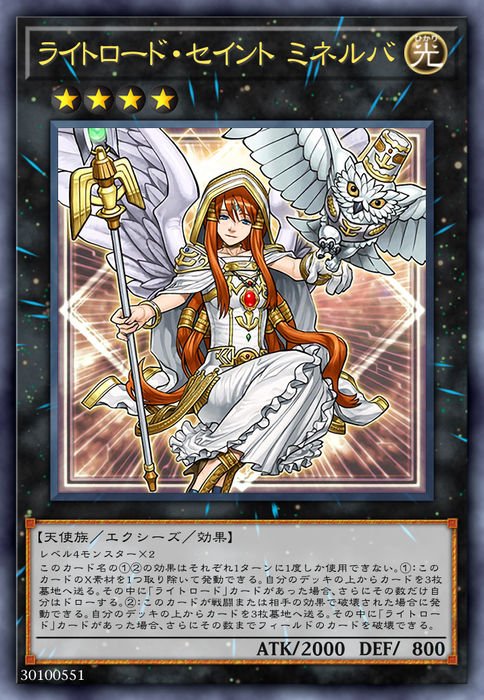 ライトロード・セイント ミネルバ
ひかり
光
【天使族／エクシーズ／効果】
レベル4モンスター×2
このカード名の①②の効果はそれぞれ1ターンに1度しか使用できない。①:こ
のカードのX素材を1つ取り除いて発動できる。自分のデッキの上からカードを3枚
墓地へ送る。その中に「ライトロード」カードがあった場合、さらにその数だけ自
分はドローする。②:このカードが戦闘または相手の効果で破壊された場合に発
動できる。自分のデッキの上からカードを3枚墓地へ送る。その中に「ライトロー
ド」カードがあった場合、さらにその数までフィールドのカードを破壊できる。
ATK/2000 DEF/ 800
30100551